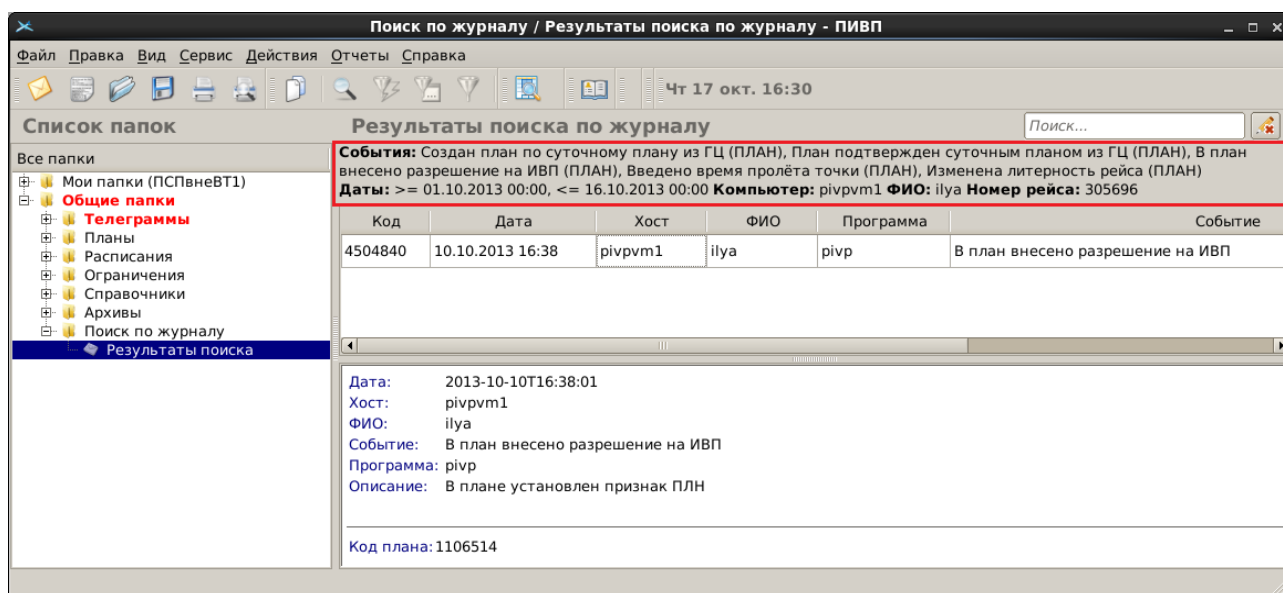 Поиск по журналу / Результаты поиска по журналу - ПИВП
Файл Правка Вид Сервис Действия Отчеты Справка
Чт 17 окт. 16:30
Список папок
Результаты поиска по журналу
Поиск...
Все папки
Мои папки (ПСПвнеВТ1)
Общие папки
Телеграммы
Планы
Расписания
Ограничения
Справочники
Архивы
Поиск по журналу
Результаты поиска
События: Создан план по суточному плану из ГЦ (ПЛАН), План подтвержден суточным планом из ГЦ (ПЛАН), В план
внесено разрешение на ИВП (ПЛАН), Введено время пролёта точки (ПЛАН), Изменена литерность рейса (ПЛАН)
Даты: >= 01.10.2013 00:00, <= 16.10.2013 00:00 Компьютер: pivpvm1 ФИО: ilya Номер рейса: 305696
Код Дата Хост ФИО Программа Событие
4504840 10.10.2013 16:38 pivpvm1 ilya pivp В план внесено разрешение на ИВП
Дата: 2013-10-10T16:38:01
Хост: pivpvm1
ФИО: ilya
Событие: В план внесено разрешение на ИВП
Программа: pivp
Описание: В плане установлен признак ПЛН
Код плана: 1106514